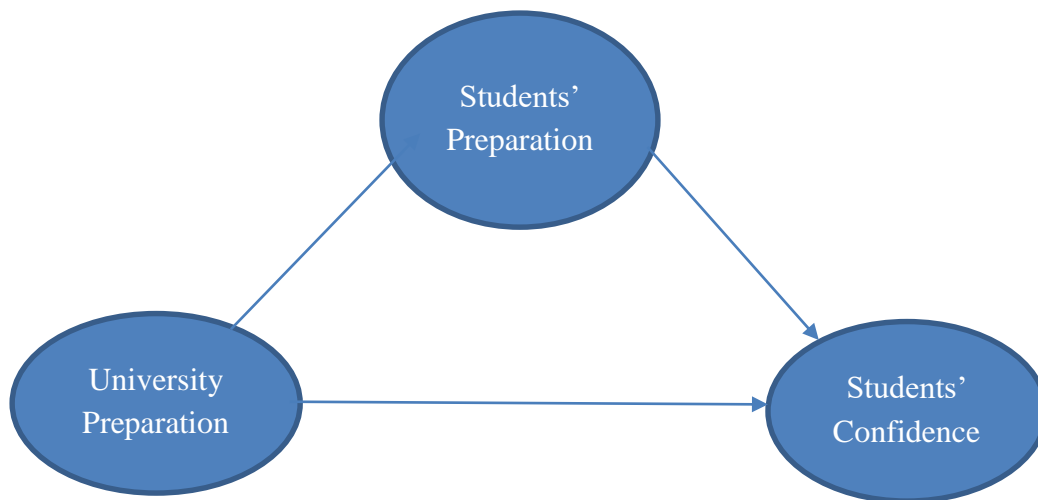 Students’
Preparation
University
Preparation
Students’
Confidence